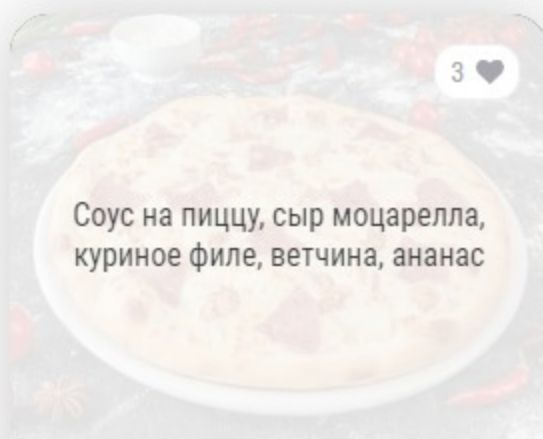 3
Соус на пиццу, сыр моцарелла,
куриное филе, ветчина, ананас